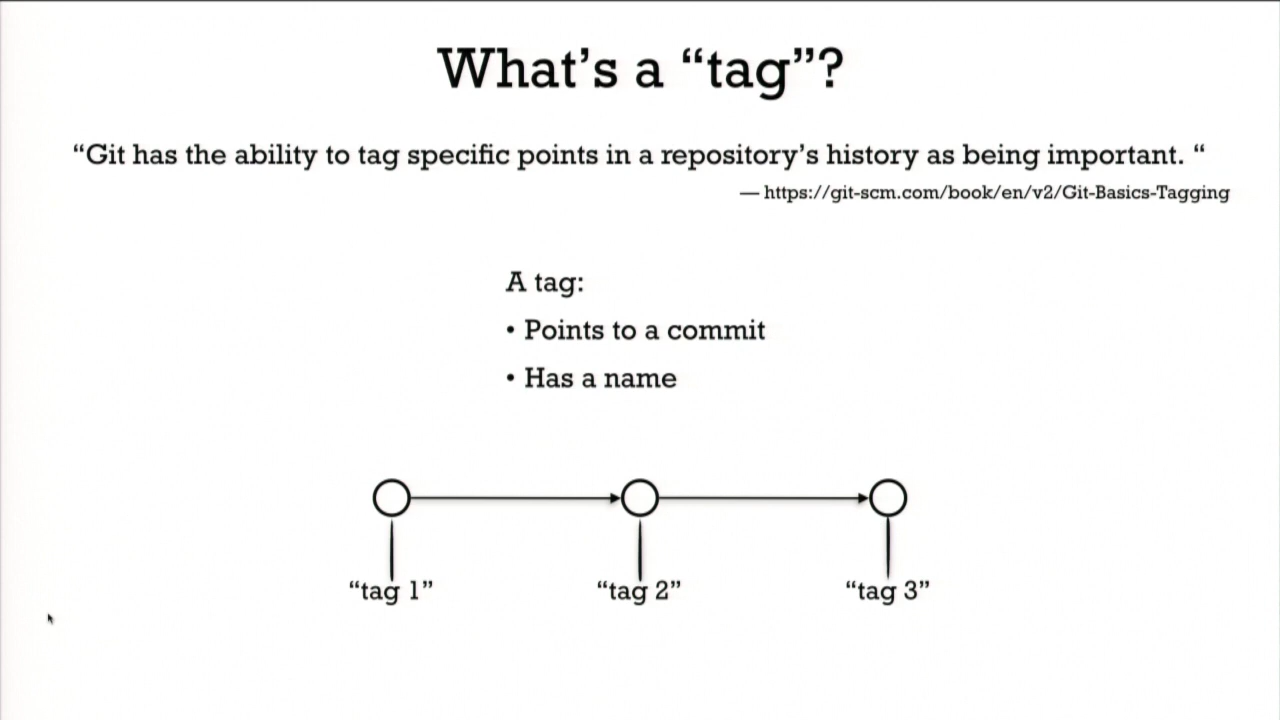 What’s a “tag”?
“Git has the ability to tag specific points in a repository’s history as being important. “
— https://git-scm.com/book/en/v2/Git-Basics-Tagging
A tag:
• Points to a commit
• Has a name
“tag 1” “tag 2” “tag 3”